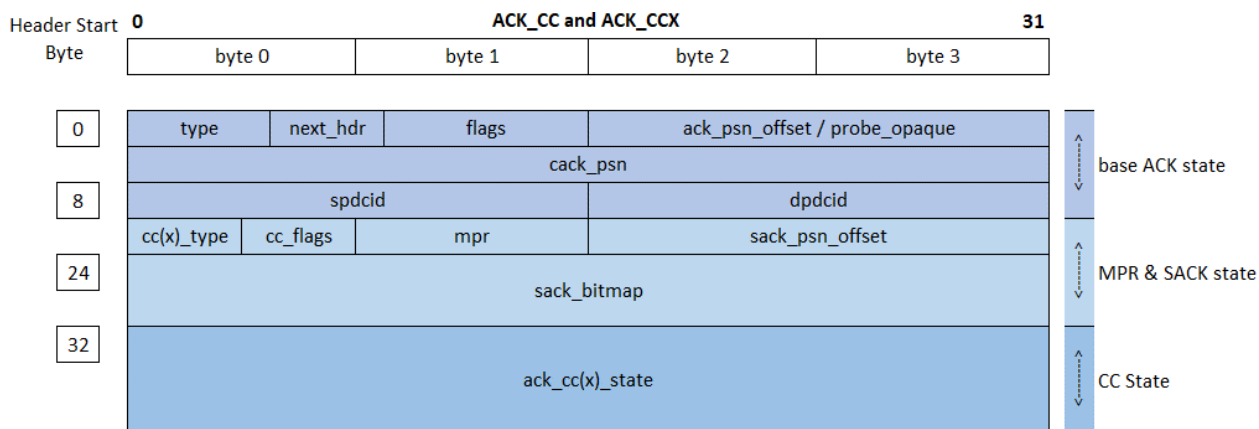 Header Start Byte 0 ACK_CC and ACK_CCX 31
byte 0 byte 1 byte 2 byte 3
0 type next_hdr flags ack_psn_offset / probe_opaque
cack_psn
base ACK state
8 spdcid dpdcid
cc(x)_type cc_flags mpr sack_psn_offset
24 sack_bitmap MPR & SACK state
32
ack_cc(x)_state CC State